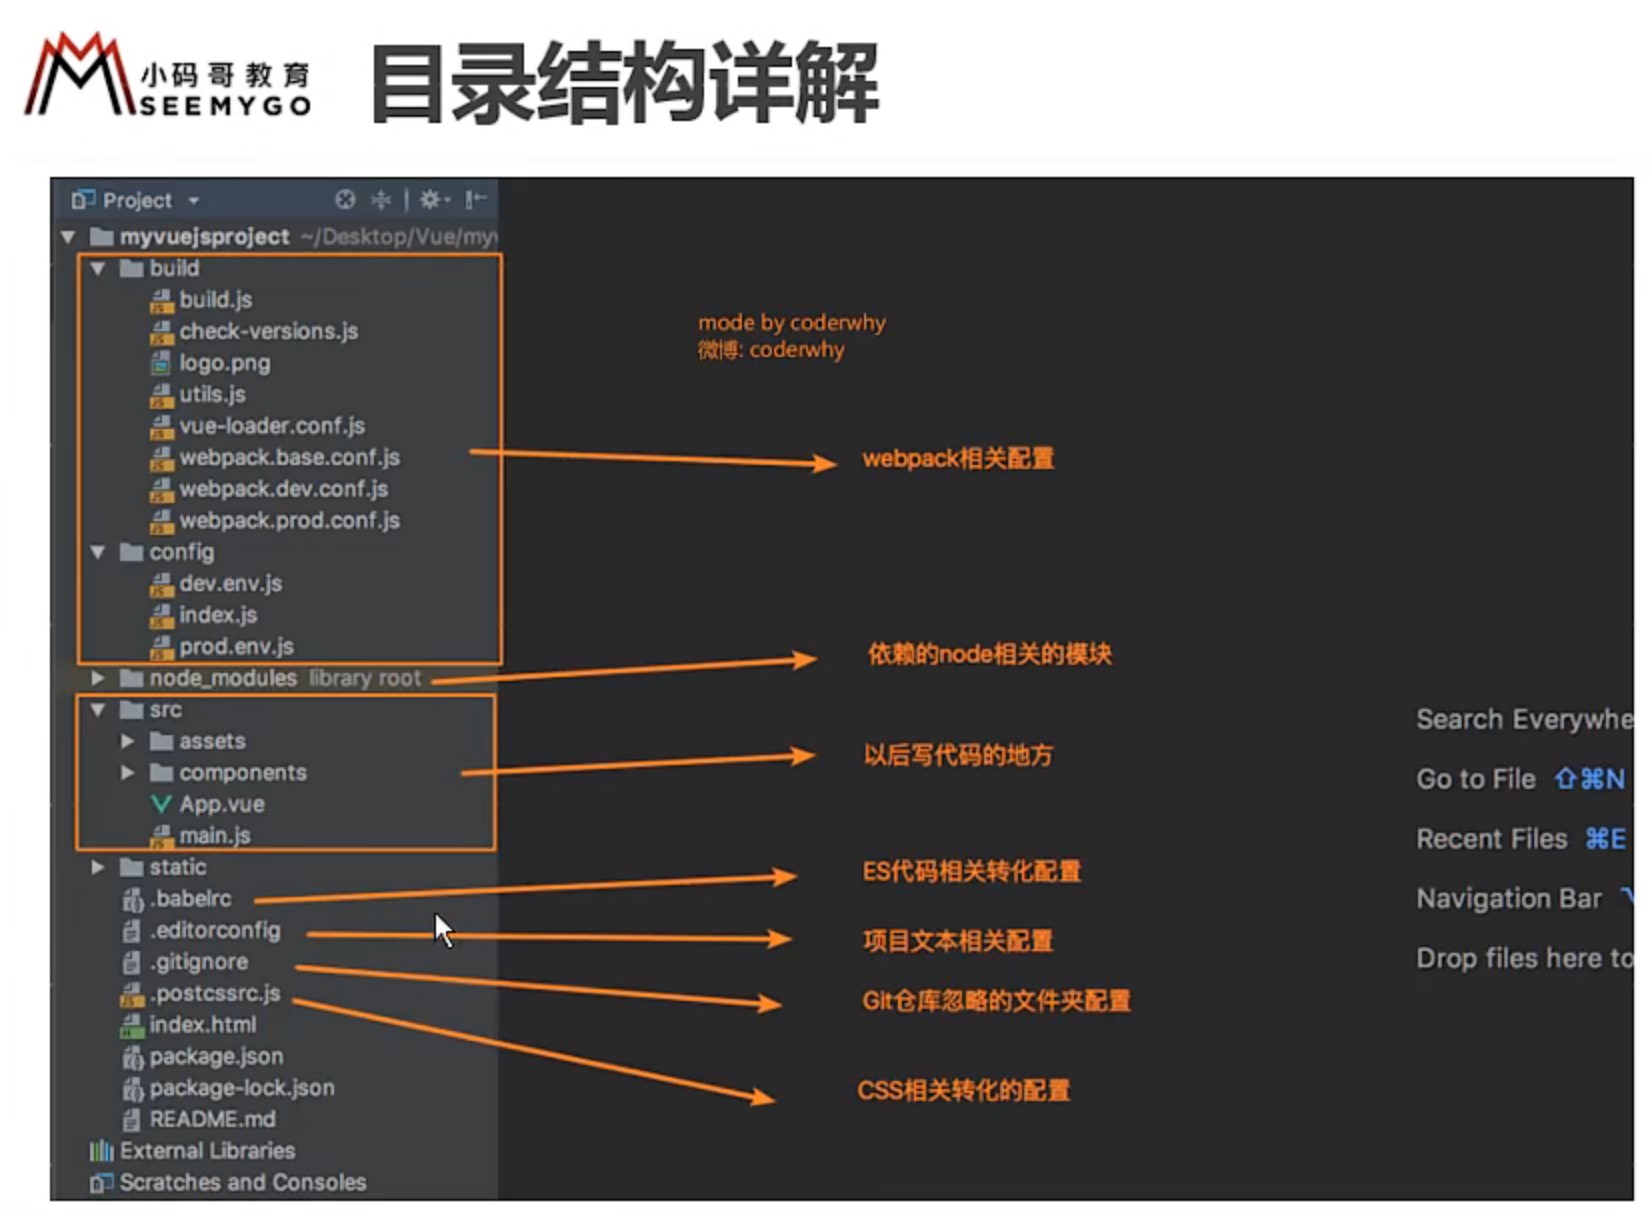 小码哥教育
SEEMYGO
目录结构详解
Project
myvuejsproject ~/Desktop/Vue/my
build
build.js
check-versions.js
logo.png
utils.js
vue-loader.conf.js
webpack.base.conf.js
webpack.dev.conf.js
webpack.prod.conf.js
config
dev.env.js
index.js
prod.env.js
node_modules library root
src
assets
components
App.vue
main.js
static
.babelrc
.editorconfig
.gitignore
.postcssrc.js
index.html
package.json
package-lock.json
README.md
External Libraries
Scratches and Consoles
mode by coderwhy
微博: coderwhy
webpack相关配置
依赖的node相关的模块
以后写代码的地方
ES代码相关转化配置
项目文本相关配置
Git仓库忽略的文件夹配置
CSS相关转化的配置
Search Everywhe
Go to File ⇧⌘N
Recent Files ⌘E
Navigation Bar
Drop files here to